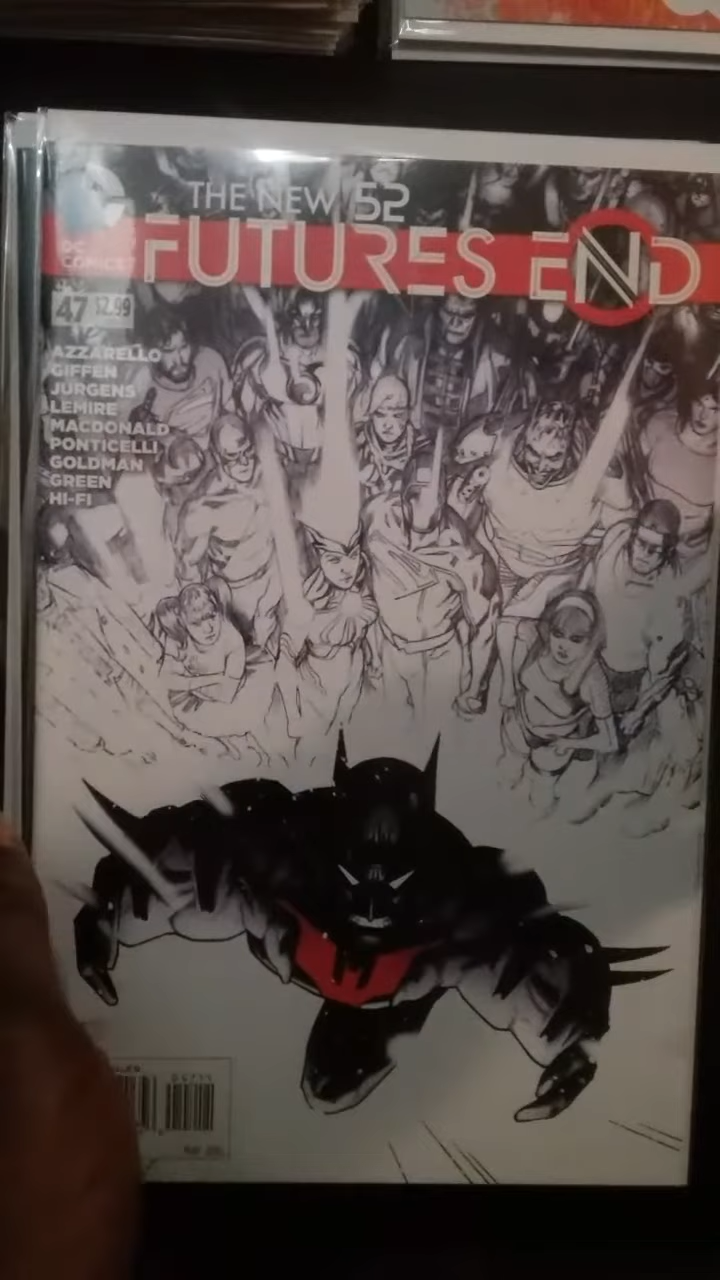 THE NEW 52
FUTURES END
DC
COMICS
47 $2.99
AZZARELLO
GIFFEN
JURGENS
LEMIRE
MACDONALD
PONTICELLI
GOLDMAN
GREEN
HI-FI